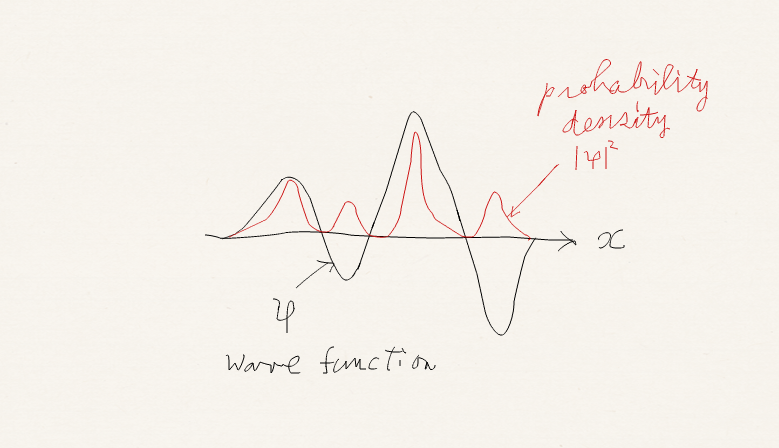 probability
density
|ψ|²
x
ψ
Wave function